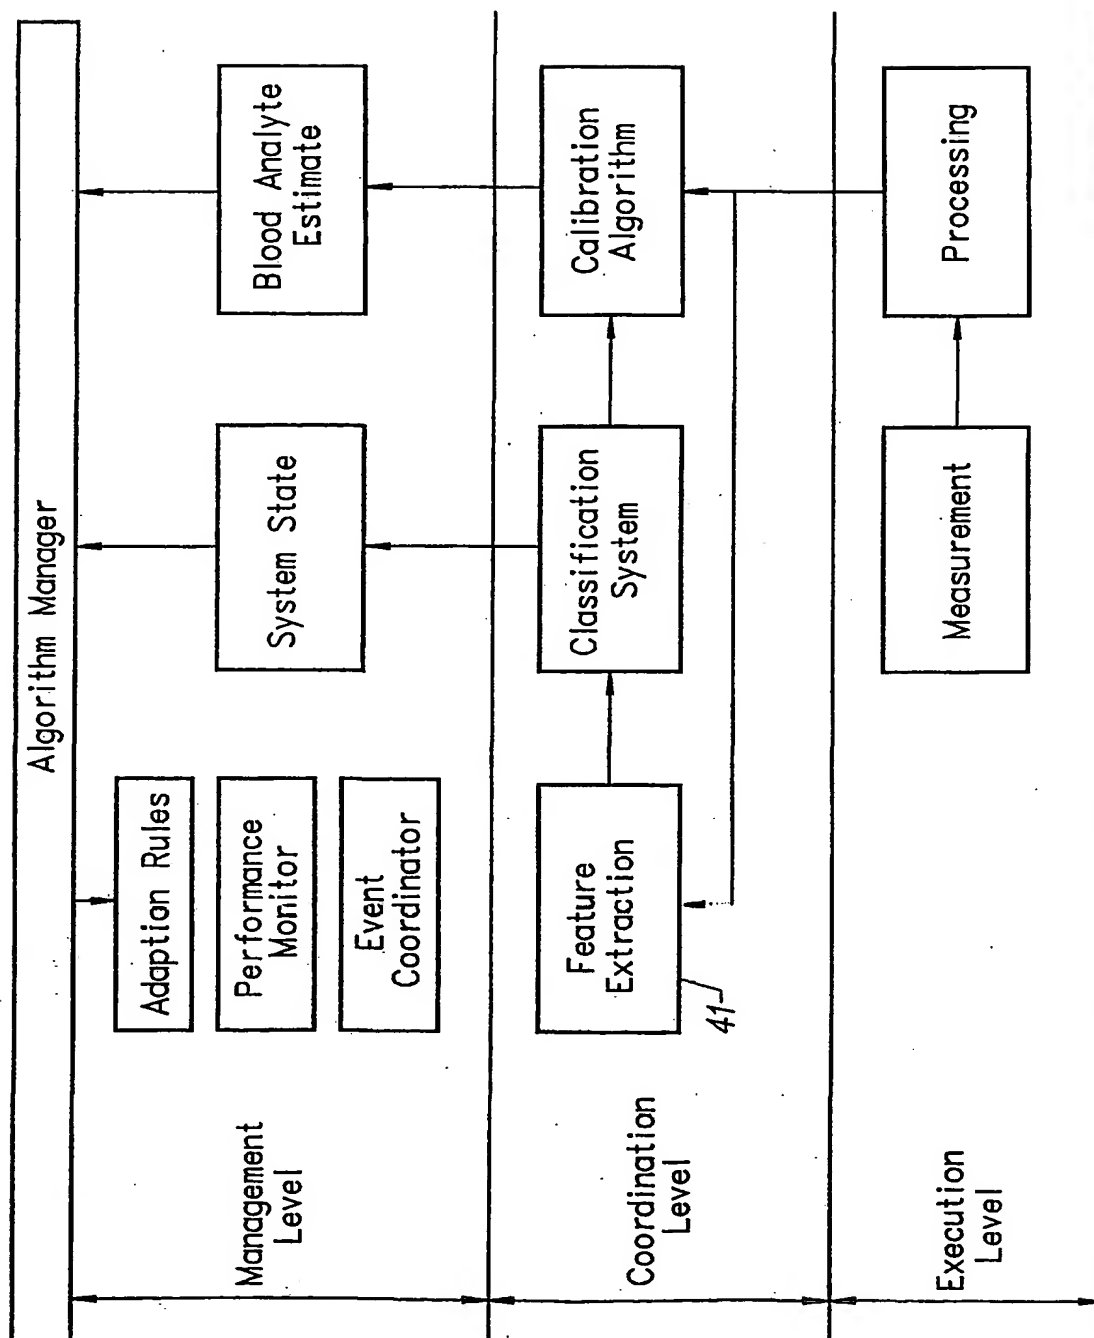 Algorithm Manager
Management
Level
Adaption Rules
Performance
Monitor
Event
Coordinator
System State
Blood Analyte
Estimate
Coordination
Level
Feature
Extraction
41
Classification
System
Calibration
Algorithm
Execution
Level
Measurement
Processing